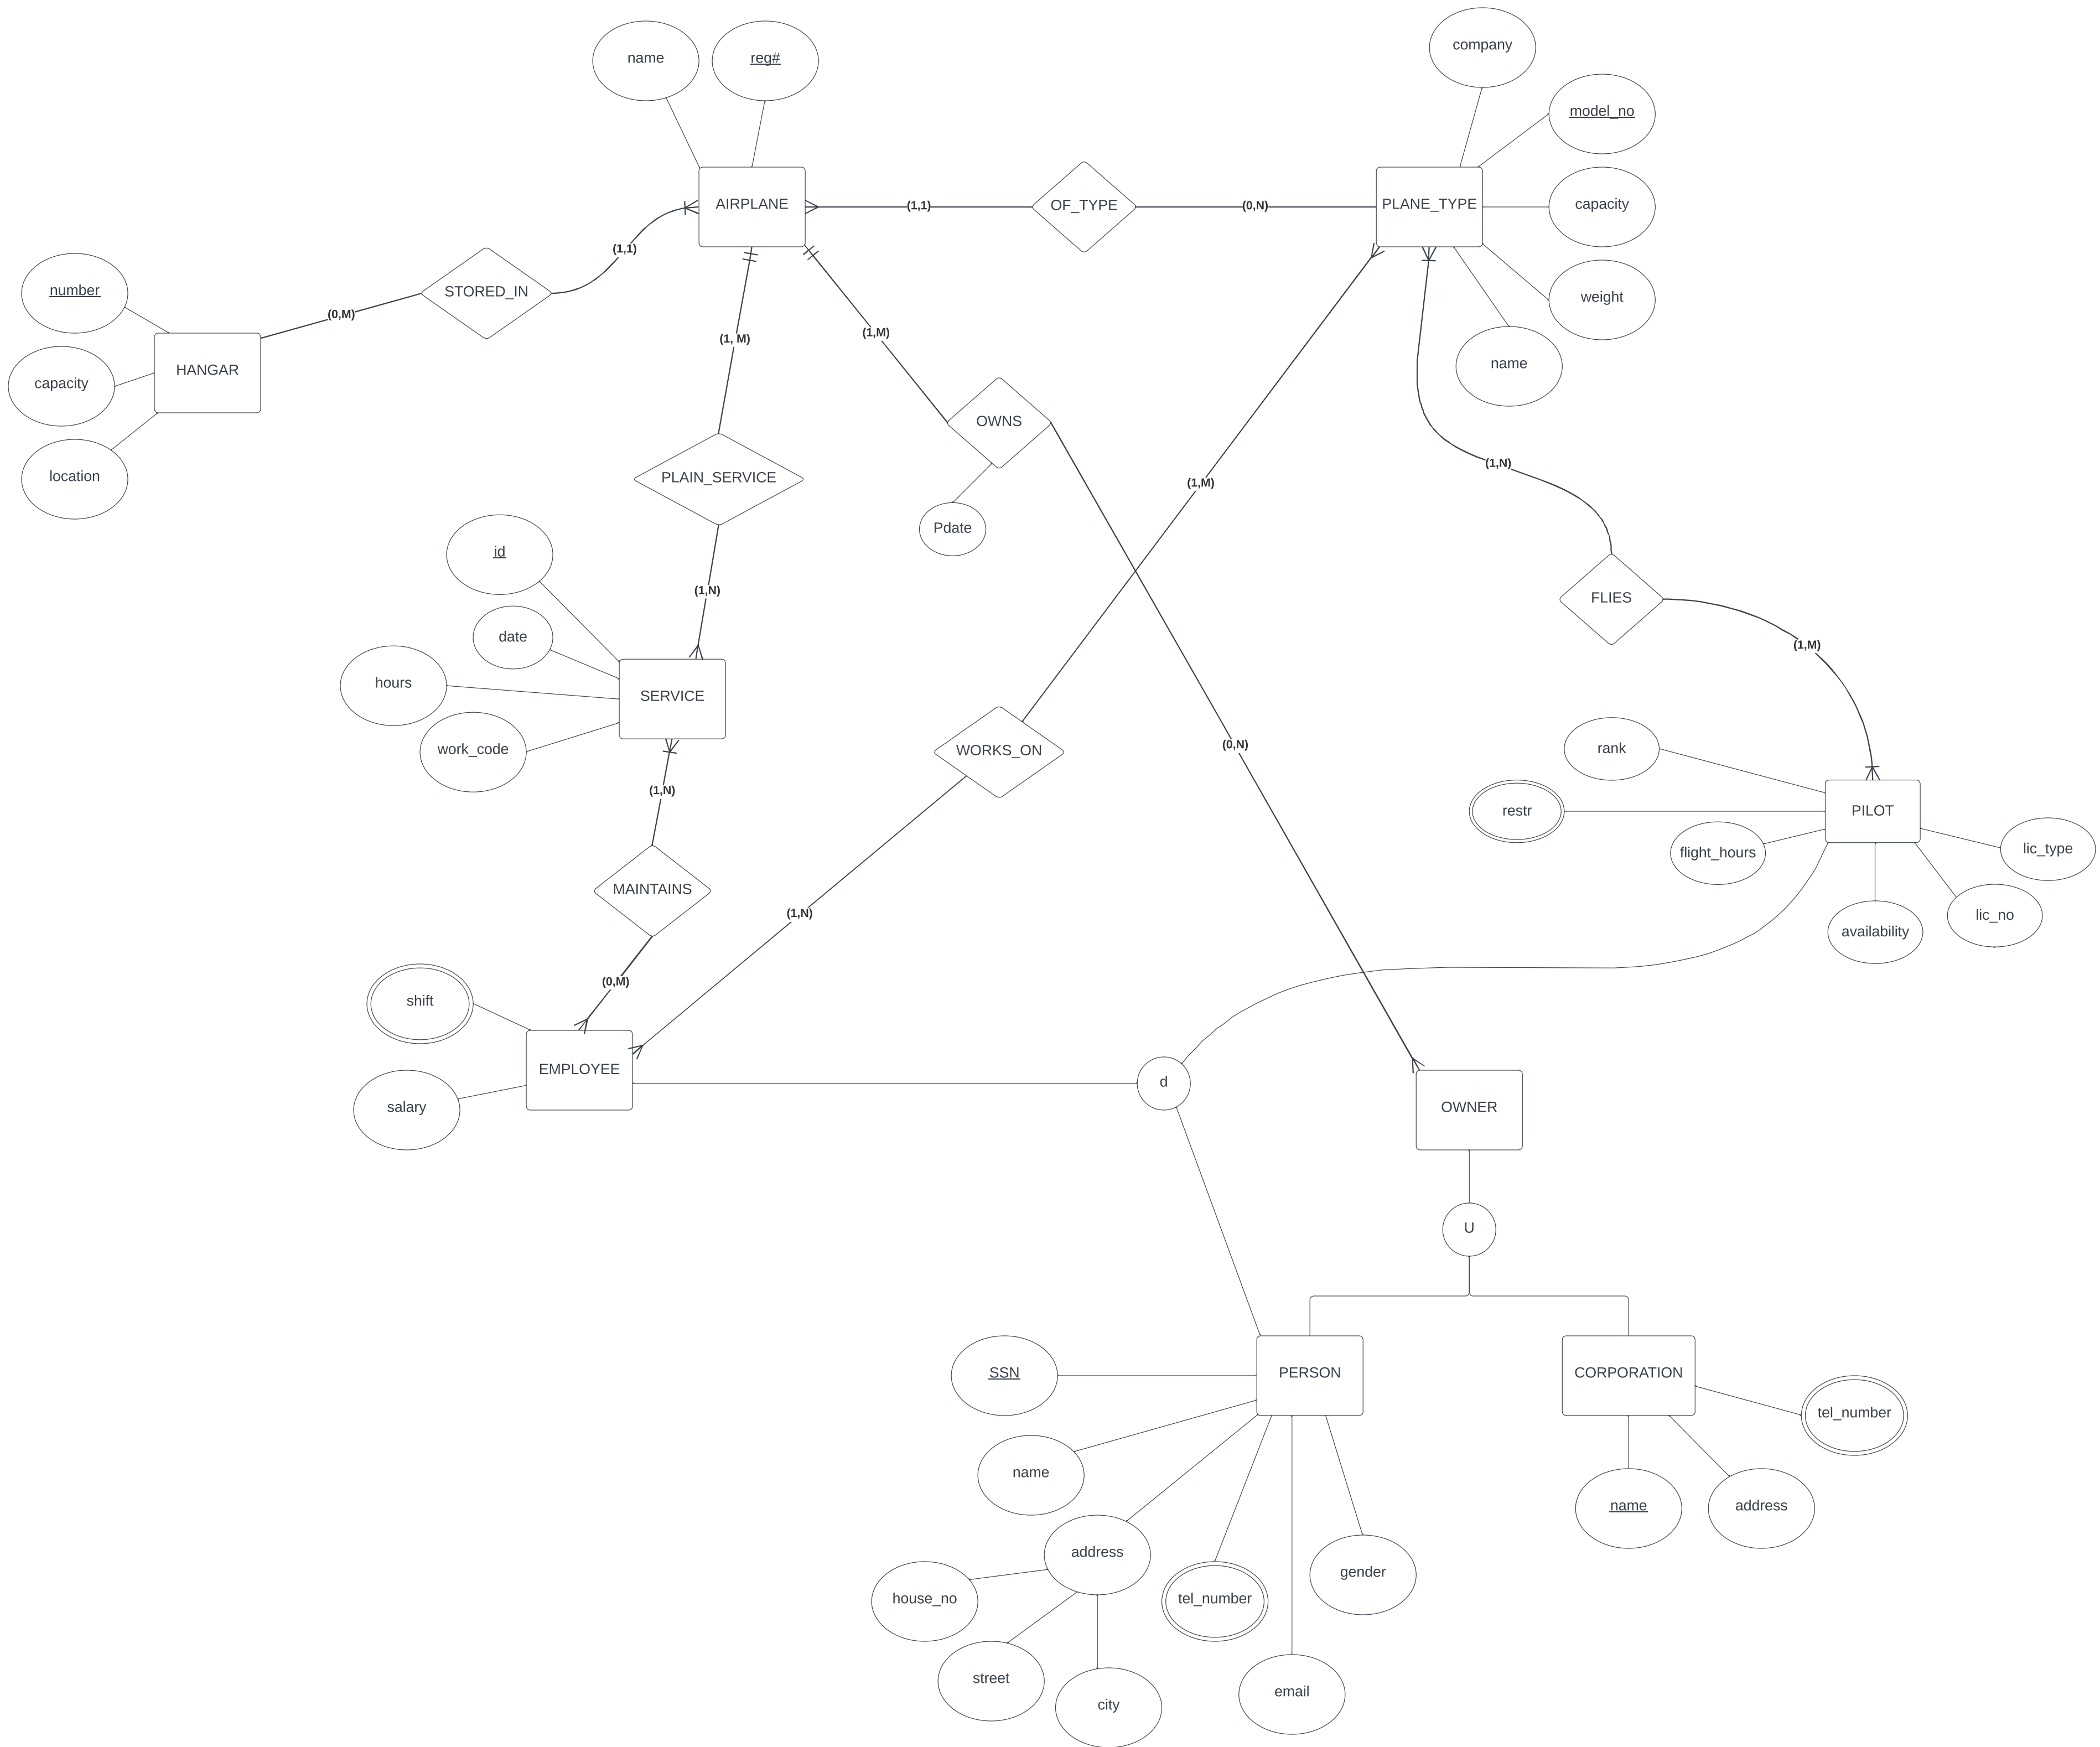 company
name
reg#
model_no
AIRPLANE
(1,1)
OF_TYPE
(0,N)
PLANE_TYPE
capacity
(1,1)
number
STORED_IN
weight
(0,M)
(1,M)
(1, M)
HANGAR
name
capacity
OWNS
(1,N)
location
PLAIN_SERVICE
(1,M)
Pdate
id
(1,N)
FLIES
date
(1,M)
hours
SERVICE
work_code
WORKS_ON
(0,N)
rank
(1,N)
restr
PILOT
flight_hours
lic_type
MAINTAINS
(1,N)
lic_no
availability
(0,M)
shift
EMPLOYEE
d
salary
OWNER
U
SSN
PERSON
CORPORATION
tel_number
name
name
address
address
gender
house_no
tel_number
street
email
city